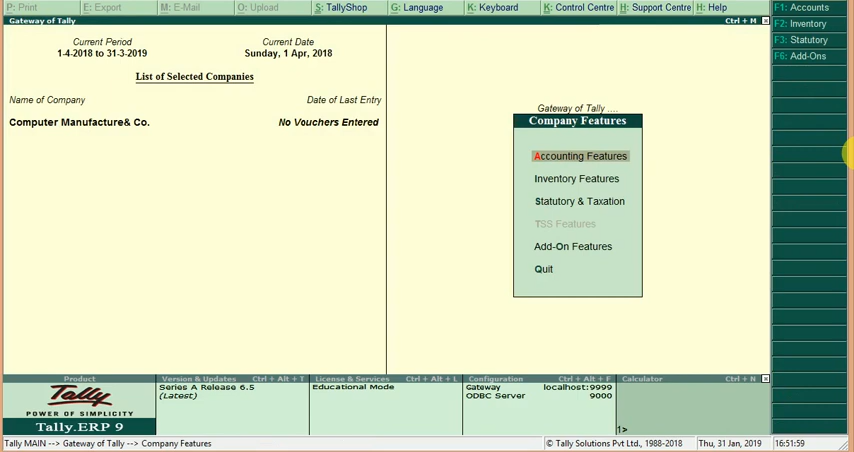 P: Print E: Export M: E-Mail O: Upload S: TallyShop G: Language K: Keyboard K: Control Centre H: Support Centre H: Help
F1: Accounts
F2: Inventory
F3: Statutory
F6: Add-Ons
Gateway of Tally Ctrl + M x
Current Period Current Date
1-4-2018 to 31-3-2019 Sunday, 1 Apr, 2018
List of Selected Companies
Name of Company Date of Last Entry
Computer Manufacture& Co. No Vouchers Entered
Gateway of Tally ....
Company Features
Accounting Features
Inventory Features
Statutory & Taxation
TSS Features
Add-On Features
Quit
Product
Tally
POWER OF SIMPLICITY
Tally.ERP 9
Version & Updates Ctrl + Alt + T
Series A Release 6.5
(Latest)
License & Services Ctrl + Alt + L
Educational Mode
Configuration Ctrl + Alt + F
Gateway localhost:9999
ODBC Server 9000
Calculator Ctrl + N x
1>
Tally MAIN --> Gateway of Tally --> Company Features © Tally Solutions Pvt Ltd., 1988-2018 Thu, 31 Jan, 2019 16:51:59